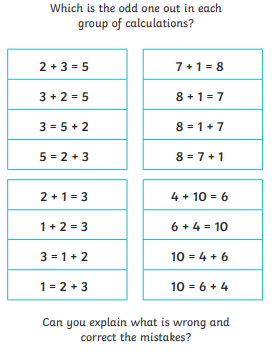 Which is the odd one out in each
group of calculations?
2 + 3 = 5
3 + 2 = 5
3 = 5 + 2
5 = 2 + 3
7 + 1 = 8
8 + 1 = 7
8 = 1 + 7
8 = 7 + 1
2 + 1 = 3
1 + 2 = 3
3 = 1 + 2
1 = 2 + 3
4 + 10 = 6
6 + 4 = 10
10 = 4 + 6
10 = 6 + 4
Can you explain what is wrong and
correct the mistakes?